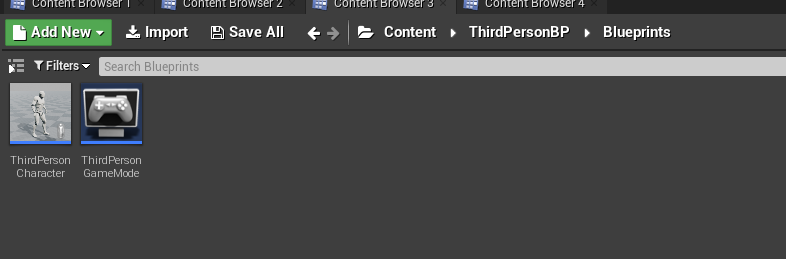 Content Browser 1 Content Browser 2 Content Browser 3 Content Browser 4
Add New Import Save All Content ThirdPersonBP Blueprints
Filters Search Blueprints
ThirdPerson ThirdPerson
Character GameMode